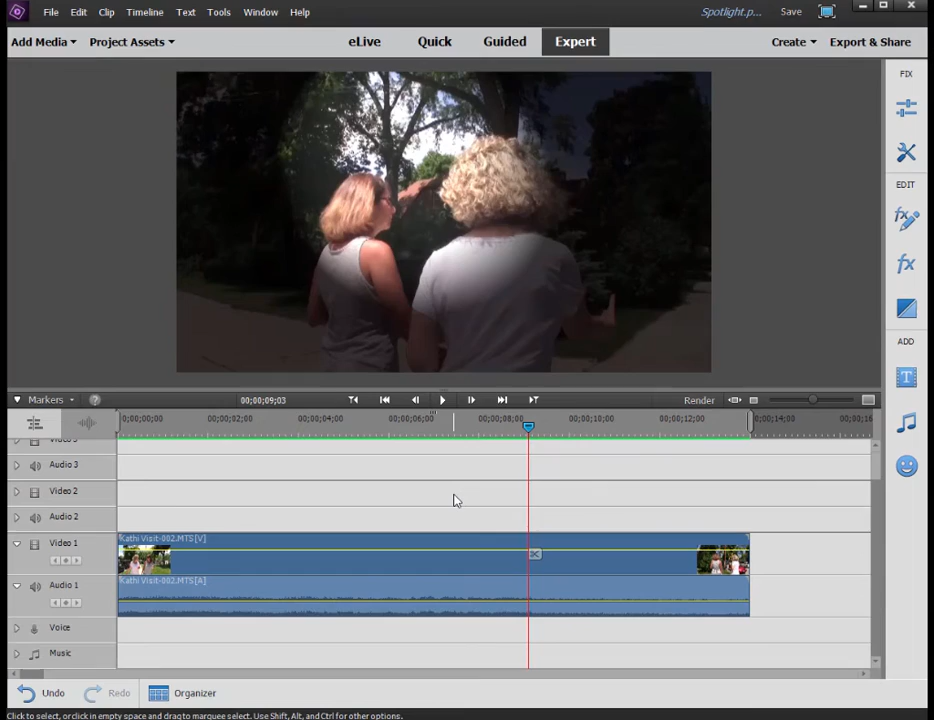 File Edit Clip Timeline Text Tools Window Help Spotlight.p... Save
Add Media Project Assets eLive Quick Guided Expert Create Export & Share
FIX
EDIT
ADD
Markers 00;00;09;03 Render
0;00;00;00 00;00;02;00 00;00;04;00 00;00;06;00 00;00;08;00 00;00;10;00 00;00;12;00 0;00;14;00 00;00;16
Audio 3
Video 2
Audio 2
Video 1 Kathi Visit-002.MTS[V]
Audio 1 Kathi Visit-002.MTS[A]
Voice
Music
Undo Redo Organizer
Click to select, orclick in empty space and drag to marquee select. Use Shift, Alt, and Ctrl for other options.